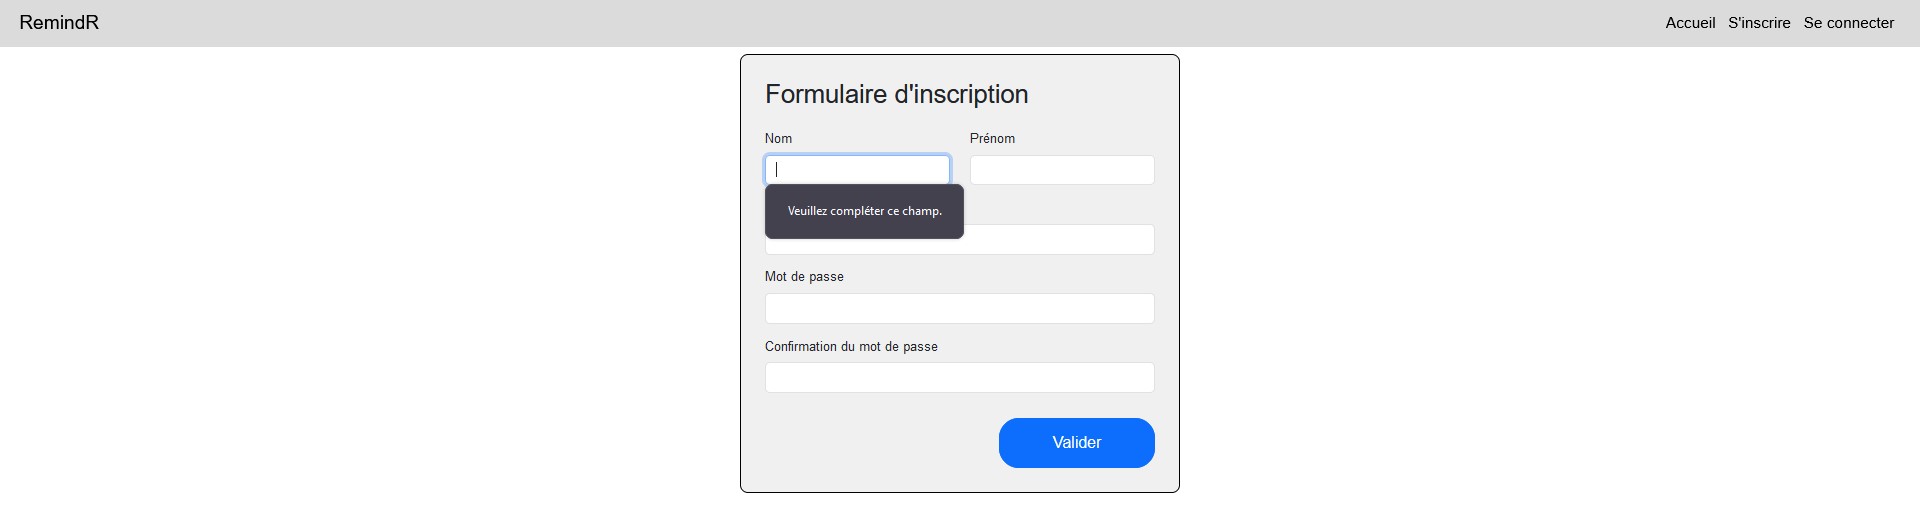 RemindR
Accueil S'inscrire Se connecter
Formulaire d'inscription
Nom Prénom
Veuillez compléter ce champ.
Mot de passe
Confirmation du mot de passe
Valider